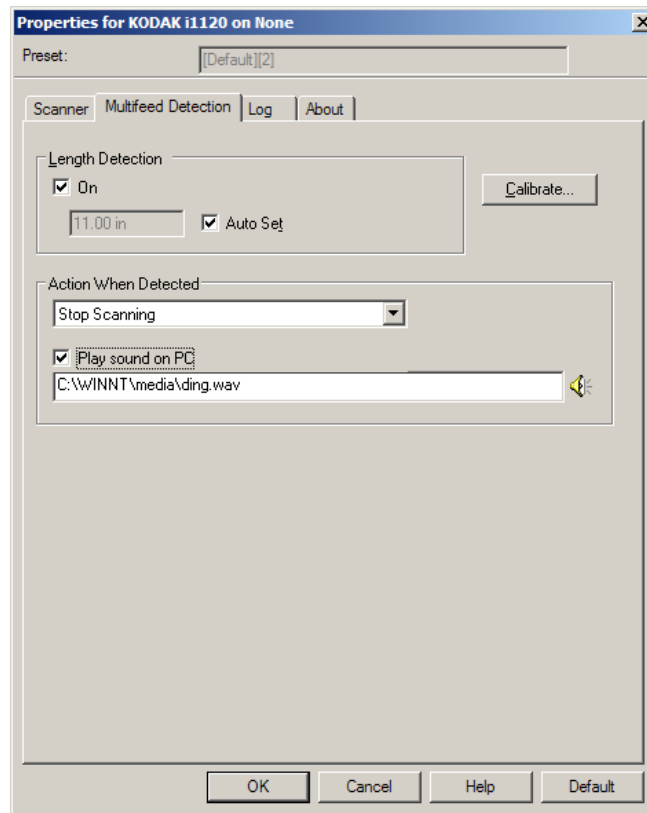 Properties for KODAK i1120 on None
Preset: [Default][2]
Scanner Multifeed Detection Log About
Length Detection
On
Calibrate...
11.00 in Auto Set
Action When Detected
Stop Scanning
Play sound on PC
C:\WINNT\media\ding.wav
OK Cancel Help Default